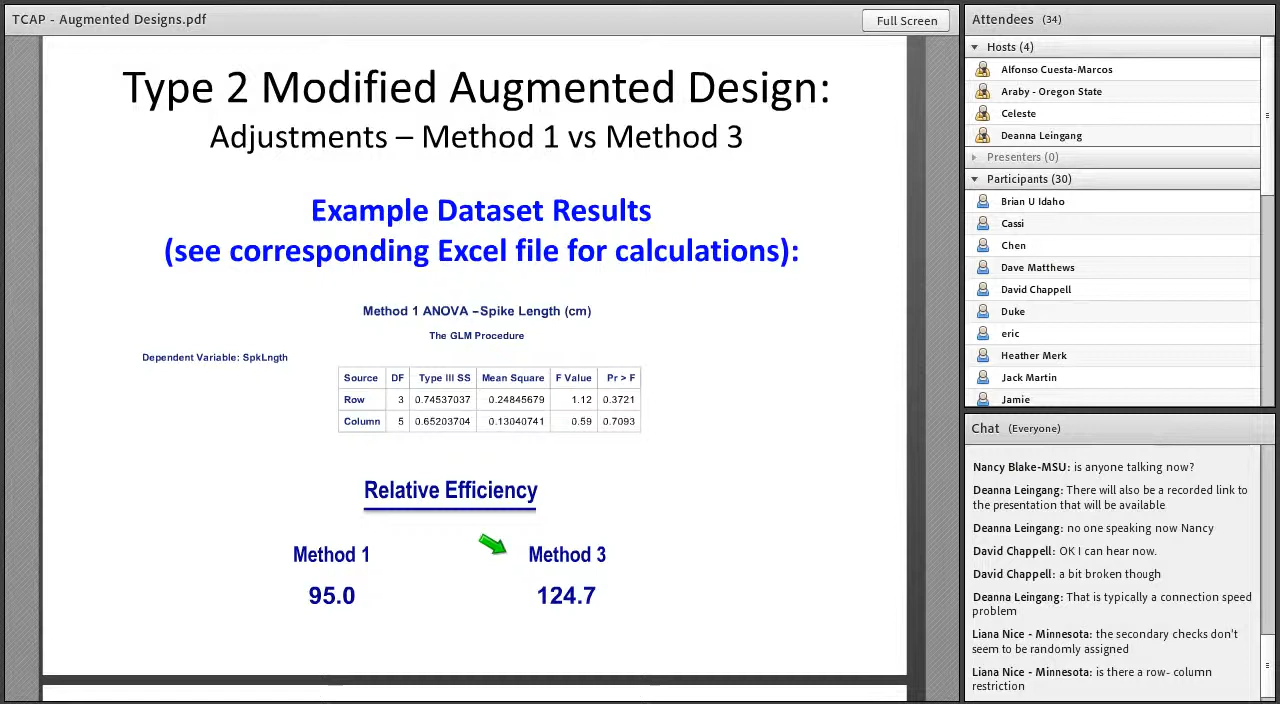 TCAP - Augmented Designs.pdf
Full Screen
Type 2 Modified Augmented Design:
Adjustments – Method 1 vs Method 3
Example Dataset Results
(see corresponding Excel file for calculations):
Method 1 ANOVA –Spike Length (cm)
The GLM Procedure
Dependent Variable: SpkLngth
Source DF Type III SS Mean Square F Value Pr > F
Row 3 0.74537037 0.24845679 1.12 0.3721
Column 5 0.65203704 0.13040741 0.59 0.7093
Relative Efficiency
Method 1 Method 3
95.0 124.7
Attendees (34)
Hosts (4)
Alfonso Cuesta-Marcos
Araby - Oregon State
Celeste
Deanna Leingang
Presenters (0)
Participants (30)
Brian U Idaho
Cassi
Chen
Dave Matthews
David Chappell
Duke
eric
Heather Merk
Jack Martin
Jamie
Chat (Everyone)
Nancy Blake-MSU: is anyone talking now?
Deanna Leingang: There will also be a recorded link to
the presentation that will be available
Deanna Leingang: no one speaking now Nancy
David Chappell: OK I can hear now.
David Chappell: a bit broken though
Deanna Leingang: That is typically a connection speed
problem
Liana Nice - Minnesota: the secondary checks don't
seem to be randomly assigned
Liana Nice - Minnesota: is there a row- column
restriction